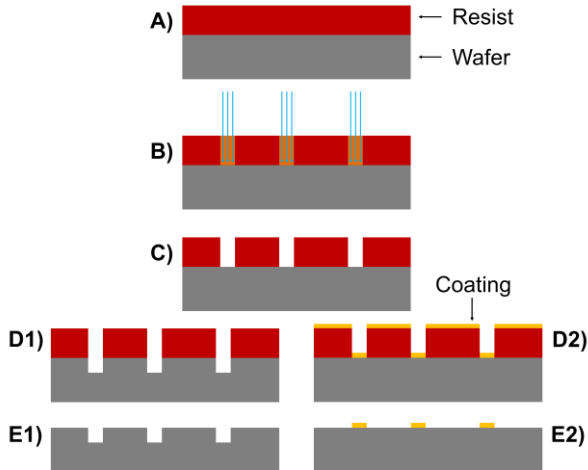 A)
Resist
Wafer
B)
C)
Coating
D1)
D2)
E1)
E2)